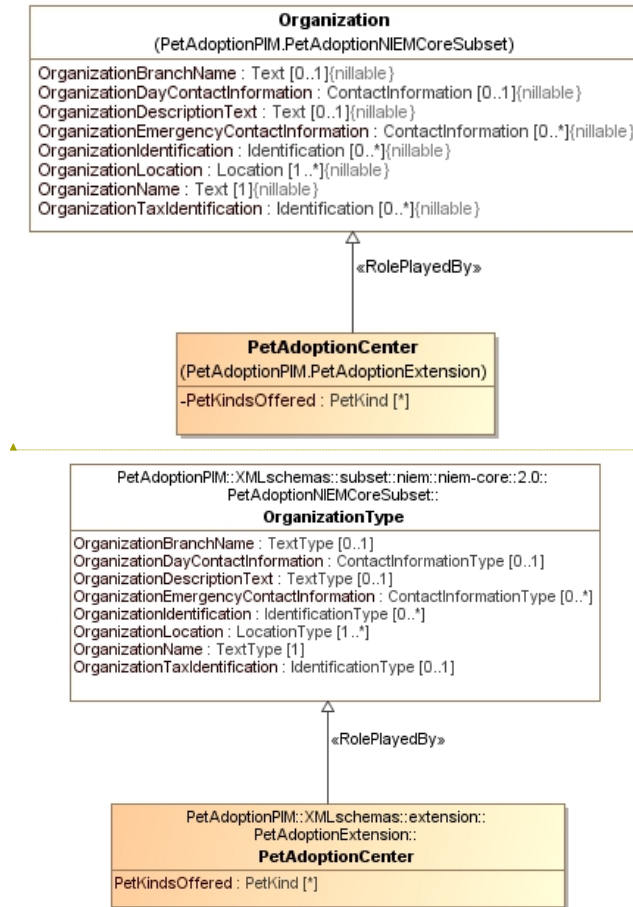 Organization
(PetAdoptionPIM.PetAdoptionNIEMCoreSubset)
OrganizationBranchName : Text [0..1]{nillable}
OrganizationDayContactInformation : ContactInformation [0..1]{nillable}
OrganizationDescriptionText : Text [0..1]{nillable}
OrganizationEmergencyContactInformation : ContactInformation [0..*]{nillable}
OrganizationIdentification : Identification [0..*]{nillable}
OrganizationLocation : Location [1..*]{nillable}
OrganizationName : Text [1]{nillable}
OrganizationTaxIdentification : Identification [0..*]{nillable}
«RolePlayedBy»
PetAdoptionCenter
(PetAdoptionPIM.PetAdoptionExtension)
-PetKindsOffered : PetKind [*]
PetAdoptionPIM::XMLschemas::subset::niem::niem-core::2.0::
PetAdoptionNIEMCoreSubset::
OrganizationType
OrganizationBranchName : TextType [0..1]
OrganizationDayContactInformation : ContactInformationType [0..1]
OrganizationDescriptionText : TextType [0..1]
OrganizationEmergencyContactInformation : ContactInformationType [0..*]
OrganizationIdentification : IdentificationType [0..*]
OrganizationLocation : LocationType [1..*]
OrganizationName : TextType [1]
OrganizationTaxIdentification : IdentificationType [0..1]
«RolePlayedBy»
PetAdoptionPIM::XMLschemas::extension::
PetAdoptionExtension::
PetAdoptionCenter
PetKindsOffered : PetKind [*]